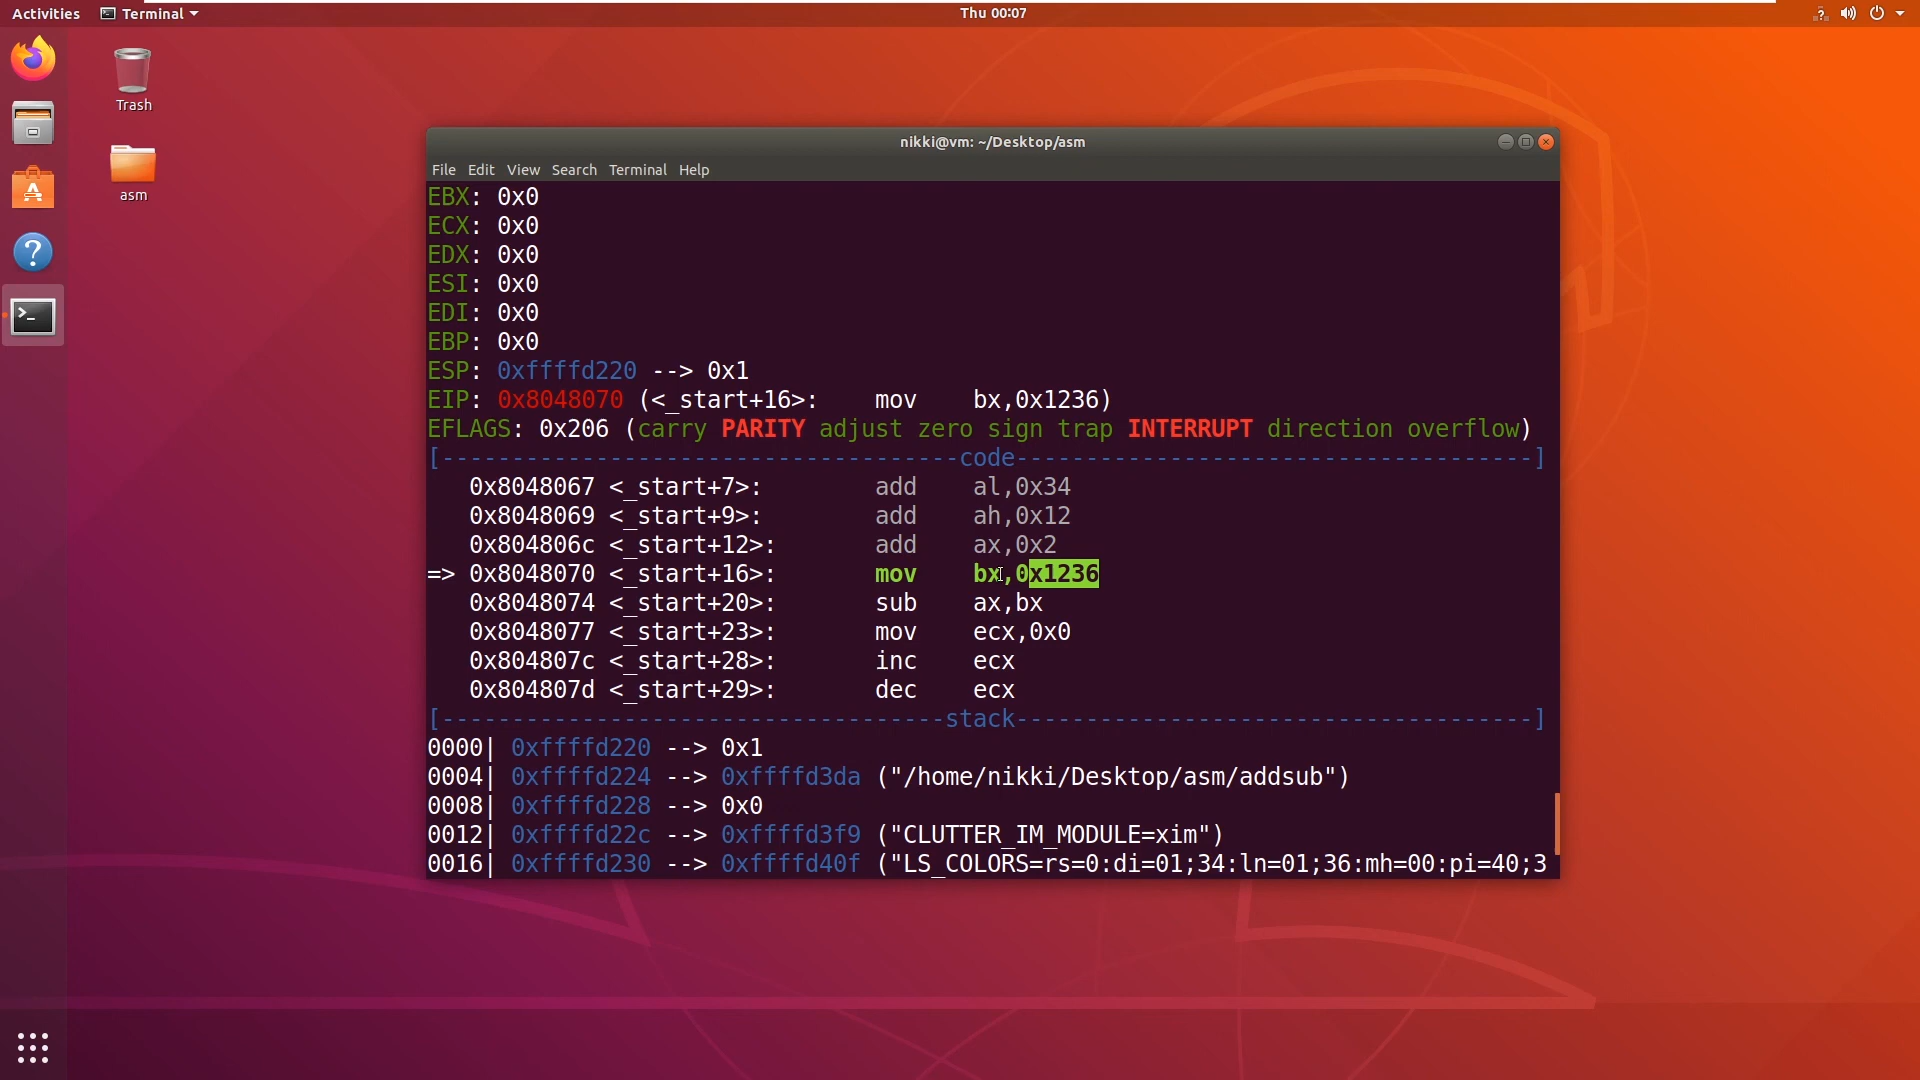 Activities Terminal Thu 00:07
Trash
asm
nikki@vm: ~/Desktop/asm
File Edit View Search Terminal Help
EBX: 0x0
ECX: 0x0
EDX: 0x0
ESI: 0x0
EDI: 0x0
EBP: 0x0
ESP: 0xffffd220 --> 0x1
EIP: 0x8048070 (<_start+16>: mov bx,0x1236)
EFLAGS: 0x206 (carry PARITY adjust zero sign trap INTERRUPT direction overflow)
[-------------------------------------code-------------------------------------]
0x8048067 <_start+7>: add al,0x34
0x8048069 <_start+9>: add ah,0x12
0x804806c <_start+12>: add ax,0x2
=> 0x8048070 <_start+16>: mov bx,0x1236
0x8048074 <_start+20>: sub ax,bx
0x8048077 <_start+23>: mov ecx,0x0
0x804807c <_start+28>: inc ecx
0x804807d <_start+29>: dec ecx
[------------------------------------stack-------------------------------------]
0000| 0xffffd220 --> 0x1
0004| 0xffffd224 --> 0xffffd3da ("/home/nikki/Desktop/asm/addsub")
0008| 0xffffd228 --> 0x0
0012| 0xffffd22c --> 0xffffd3f9 ("CLUTTER_IM_MODULE=xim")
0016| 0xffffd230 --> 0xffffd40f ("LS_COLORS=rs=0:di=01;34:ln=01;36:mh=00:pi=40;3